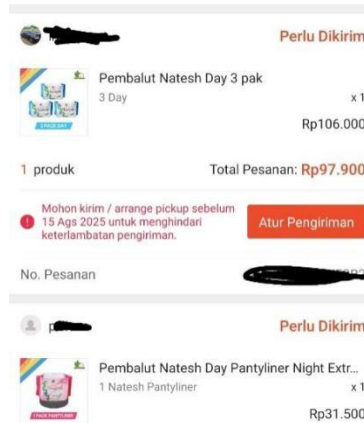 Perlu Dikirim
Pembalut Natesh Day 3 pak
3 Day
x 1
Rp106.000
1 produk
Total Pesanan: Rp97.900
Mohon kirim / arrange pickup sebelum
15 Ags 2025 untuk menghindari
keterlambatan pengiriman.
Atur Pengiriman
No. Pesanan
Perlu Dikirim
Pembalut Natesh Day Pantyliner Night Extr...
1 Natesh Pantyliner
x 1
Rp31.500